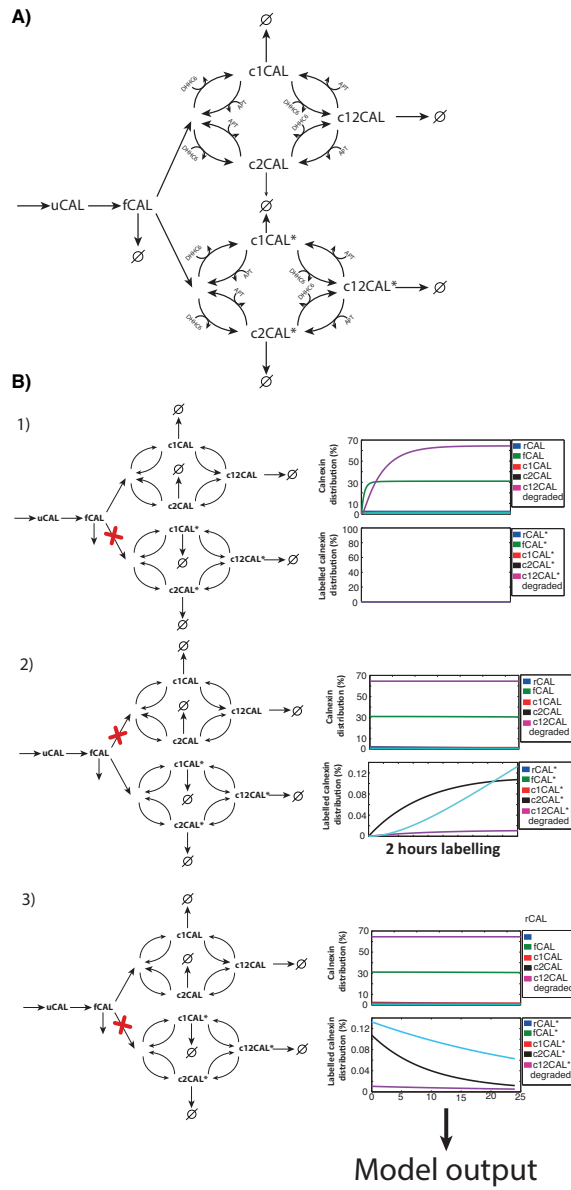 A)
∅
c1CAL
DHHC6 APT
APT DHHC6
c12CAL ∅
APT DHHC6
DHHC6 APT
c2CAL
uCAL fCAL ∅
∅
c1CAL*
DHHC6 APT
APT DHHC6
c12CAL* ∅
APT DHHC6
DHHC6 APT
c2CAL*
∅
B)
1)
∅
c1CAL
∅ c12CAL ∅
c2CAL
uCAL fCAL
c1CAL*
∅ c12CAL* ∅
c2CAL*
∅
Calnexin
distribution (%)
70
50
30
10
0
rCAL
fCAL
c1CAL
c2CAL
c12CAL
degraded
Labelled calnexin
distribution (%)
100
80
60
40
20
0
rCAL*
fCAL*
c1CAL*
c2CAL*
c12CAL*
degraded
2)
∅
c1CAL
∅ c12CAL ∅
c2CAL
uCAL fCAL
c1CAL*
∅ c12CAL* ∅
c2CAL*
∅
Calnexin
distribution (%)
70
50
30
10
0
rCAL
fCAL
c1CAL
c2CAL
c12CAL
degraded
Labelled calnexin
distribution (%)
0.12
0.08
0.04
0
rCAL*
fCAL*
c1CAL*
c2CAL*
c12CAL*
degraded
2 hours labelling
3)
∅
c1CAL
∅ c12CAL ∅
c2CAL
uCAL fCAL
c1CAL*
∅ c12CAL* ∅
c2CAL*
∅
rCAL
Calnexin
distribution (%)
70
50
30
10
0
fCAL
c1CAL
c2CAL
c12CAL
degraded
Labelled calnexin
distribution (%)
0.12
0.08
0.04
0
0 5 10 15 20 25
rCAL*
fCAL*
c1CAL*
c2CAL*
c12CAL*
degraded
Model output